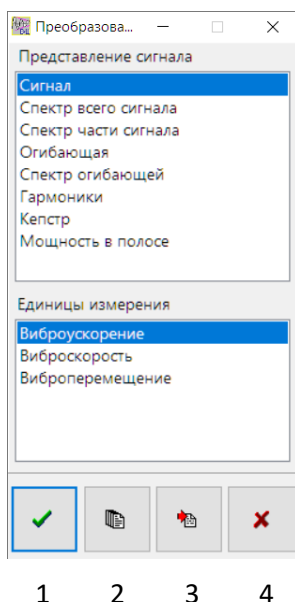 Преобразова...
Представление сигнала
Сигнал
Спектр всего сигнала
Спектр части сигнала
Огибающая
Спектр огибающей
Гармоники
Кепстр
Мощность в полосе
Единицы измерения
Виброускорение
Виброскорость
Виброперемещение
1 2 3 4